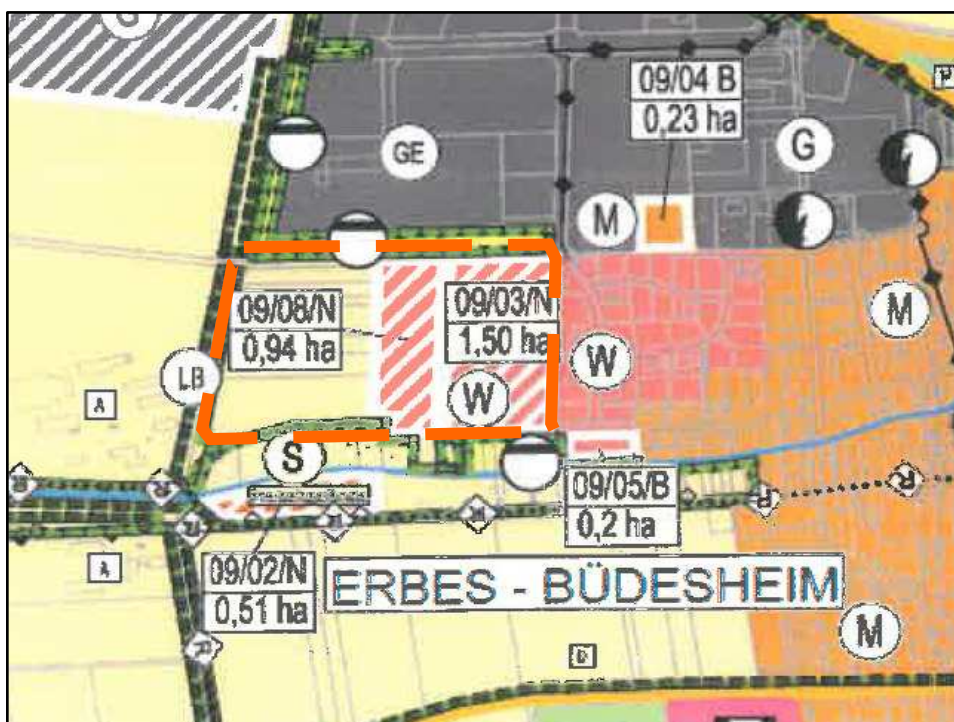 G
09/04 B
0,23 ha
GE
G
M
09/08/N
0,94 ha
09/03/N
1,50 ha
M
LB
W
W
A
S
09/05/B
0,2 ha
R
R
A
09/02/N
0,51 ha
ERBES - BÜDESHEIM
M